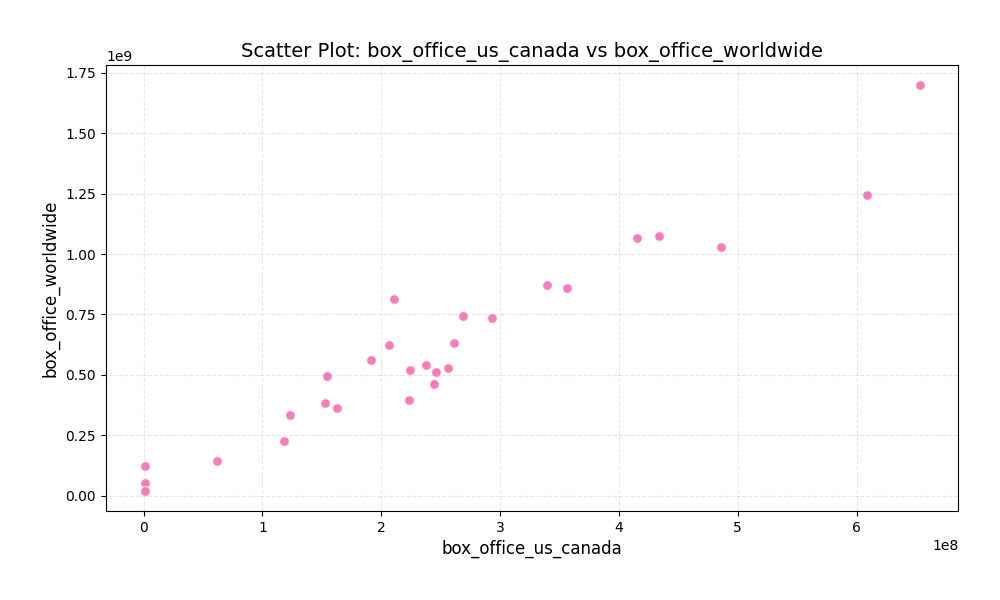 Scatter Plot: box_office_us_canada vs box_office_worldwide
1e9
1.75
1.50
1.25
1.00
0.75
0.50
0.25
0.00
box_office_worldwide
0 1 2 3 4 5 6
1e8
box_office_us_canada